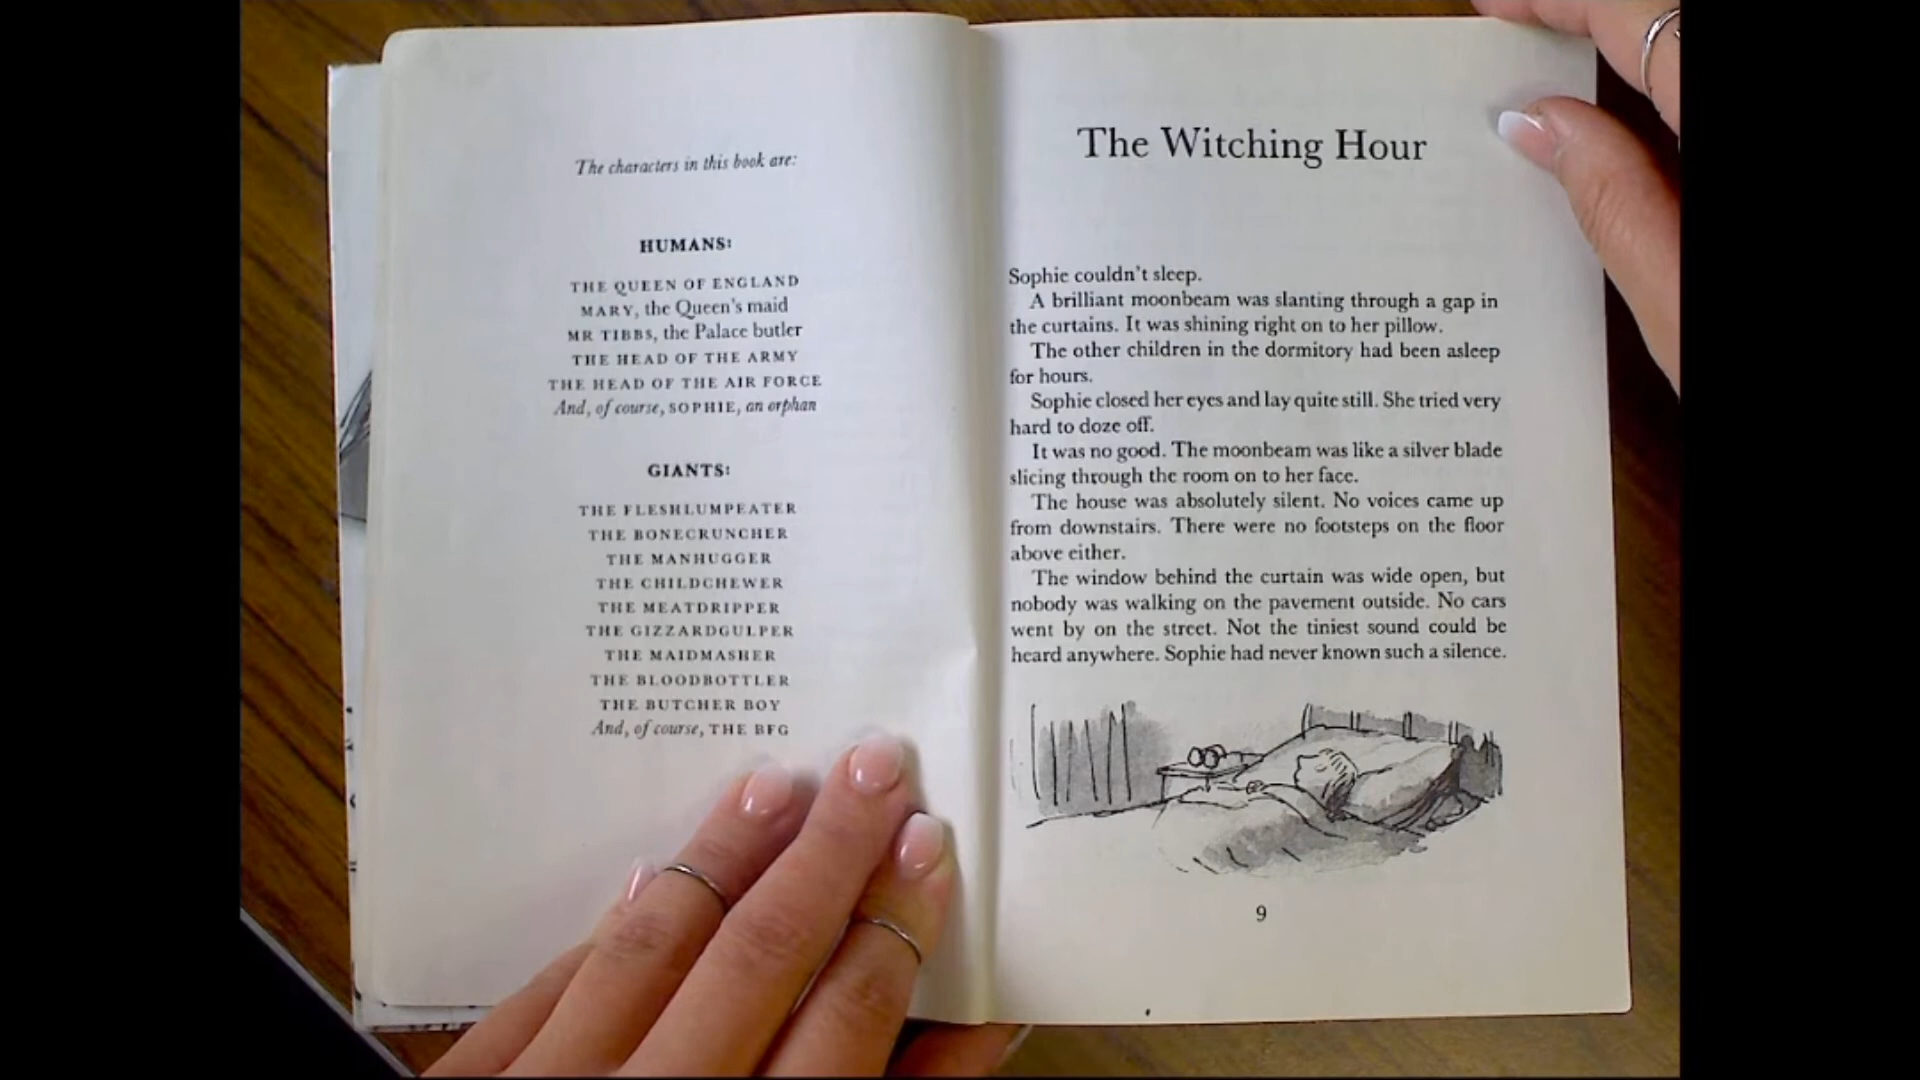 The characters in this book are:
HUMANS:
THE QUEEN OF ENGLAND
MARY, the Queen's maid
MR TIBBS, the Palace butler
THE HEAD OF THE ARMY
THE HEAD OF THE AIR FORCE
And, of course, SOPHIE, an orphan
GIANTS:
THE FLESHLUMPEATER
THE BONECRUNCHER
THE MANHUGGER
THE CHILDCHEWER
THE MEATDRIPPER
THE GIZZARDGULPER
THE MAIDMASHER
THE BLOODBOTTLER
THE BUTCHER BOY
And, of course, THE BFG
The Witching Hour
Sophie couldn't sleep.
A brilliant moonbeam was slanting through a gap in
the curtains. It was shining right on to her pillow.
The other children in the dormitory had been asleep
for hours.
Sophie closed her eyes and lay quite still. She tried very
hard to doze off.
It was no good. The moonbeam was like a silver blade
slicing through the room on to her face.
The house was absolutely silent. No voices came up
from downstairs. There were no footsteps on the floor
above either.
The window behind the curtain was wide open, but
nobody was walking on the pavement outside. No cars
went by on the street. Not the tiniest sound could be
heard anywhere. Sophie had never known such a silence.
9